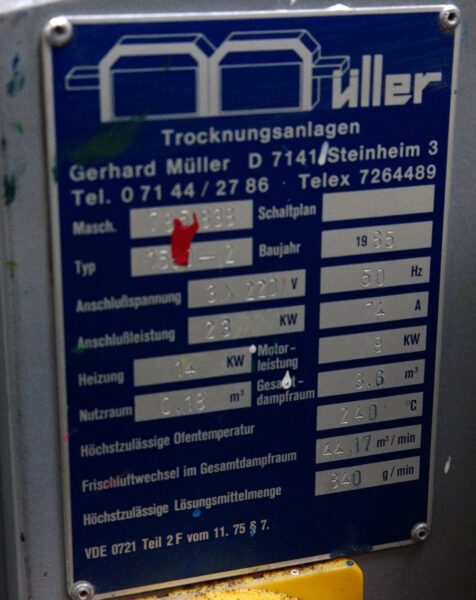 Müller
Trocknungsanlagen
Gerhard Müller D 7141 Steinheim 3
Tel. 0 71 44 / 27 86 Telex 7264489
Masch. Schaltplan
Typ Baujahr 1985
Anschlußspannung 3 x 220 V 50 Hz
Anschlußleistung 23 KW 74 A
Heizung 14 KW Motor-leistung 9 KW
Nutzraum 0,18 m³ Gesamt-dampfraum 3,6 m³
Höchstzulässige Ofentemperatur 240 °C
Frischluftwechsel im Gesamtdampfraum 44,17 m³/min
Höchstzulässige Lösungsmittelmenge 340 g/min
VDE 0721 Teil 2 F vom 11. 75 § 7.